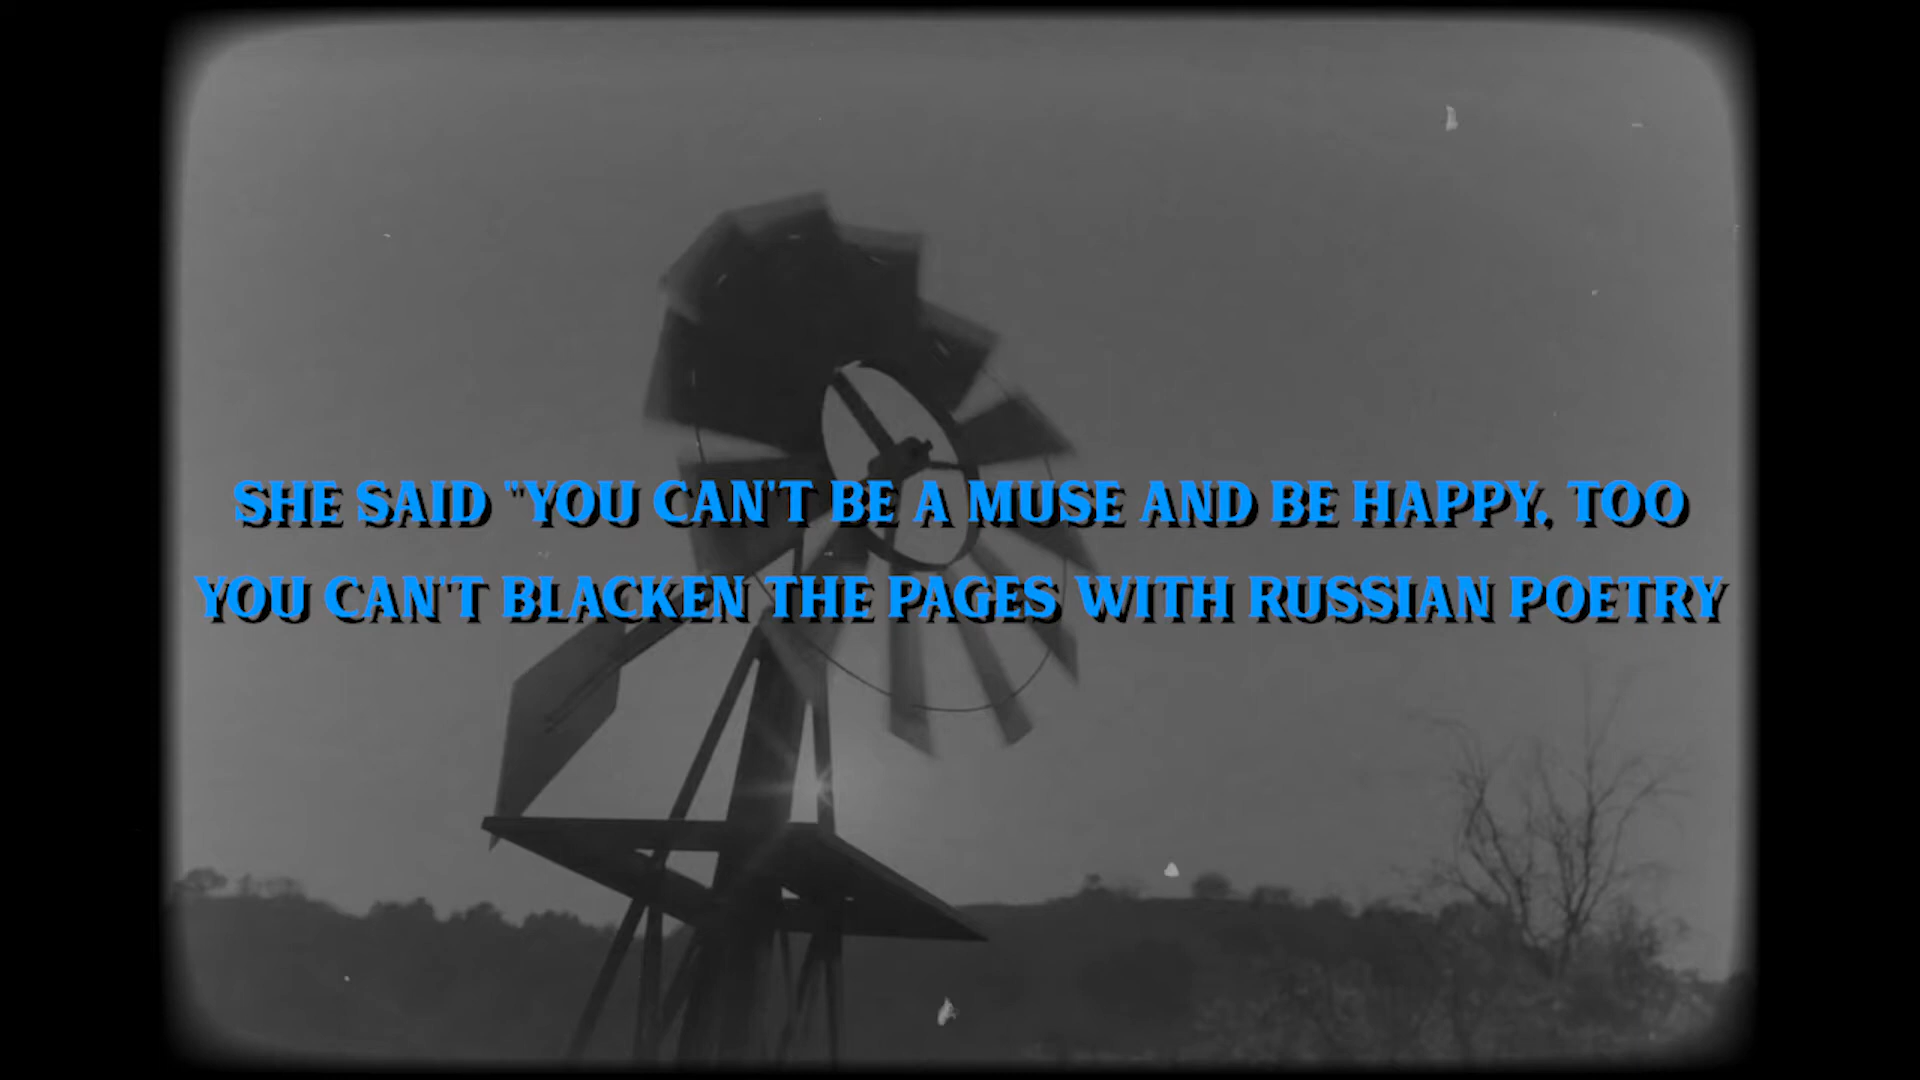 SHE SAID "YOU CAN'T BE A MUSE AND BE HAPPY, TOO
YOU CAN'T BLACKEN THE PAGES WITH RUSSIAN POETRY